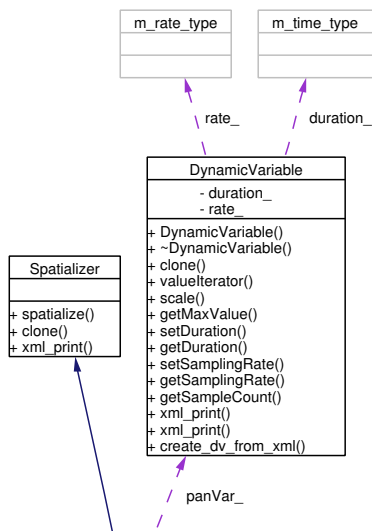 m_rate_type
m_time_type
rate_
duration_
DynamicVariable
- duration_
- rate_
+ DynamicVariable()
+ ~DynamicVariable()
+ clone()
+ valueIterator()
+ scale()
+ getMaxValue()
+ setDuration()
+ getDuration()
+ setSamplingRate()
+ getSamplingRate()
+ getSampleCount()
+ xml_print()
+ xml_print()
+ create_dv_from_xml()
Spatializer
+ spatialize()
+ clone()
+ xml_print()
panVar_